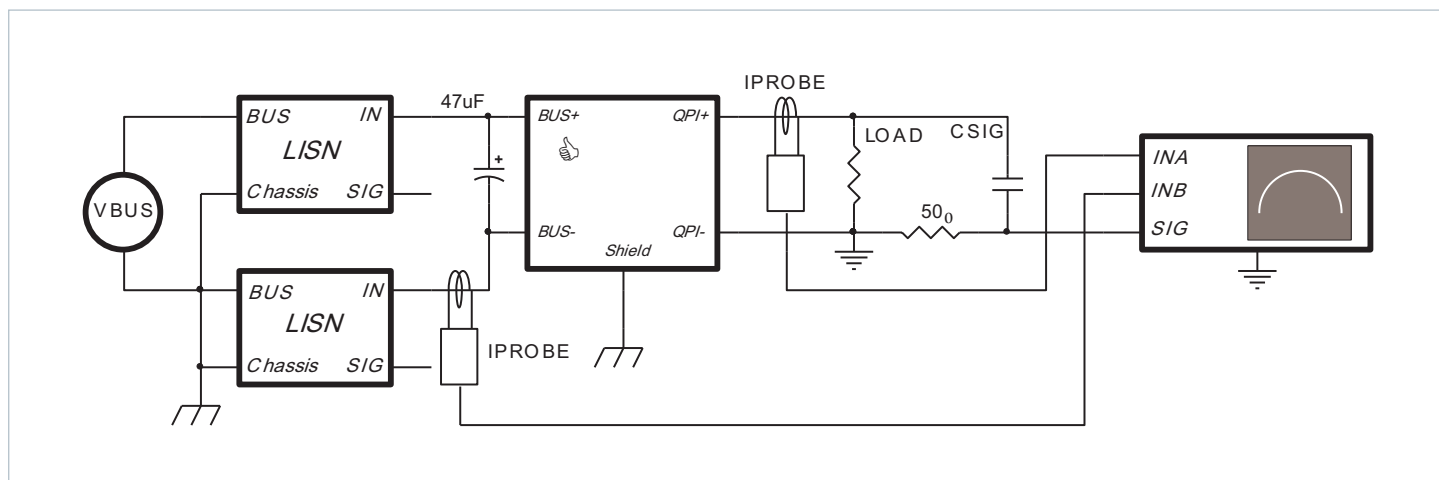 IPROBE
47uF
BUS IN
LISN
Chassis SIG
BUS+ QPI+
BUS- QPI-
Shield
LOAD
CSIG
50Ω
INA
INB
SIG
VBUS
BUS IN
LISN
Chassis SIG
IPROBE